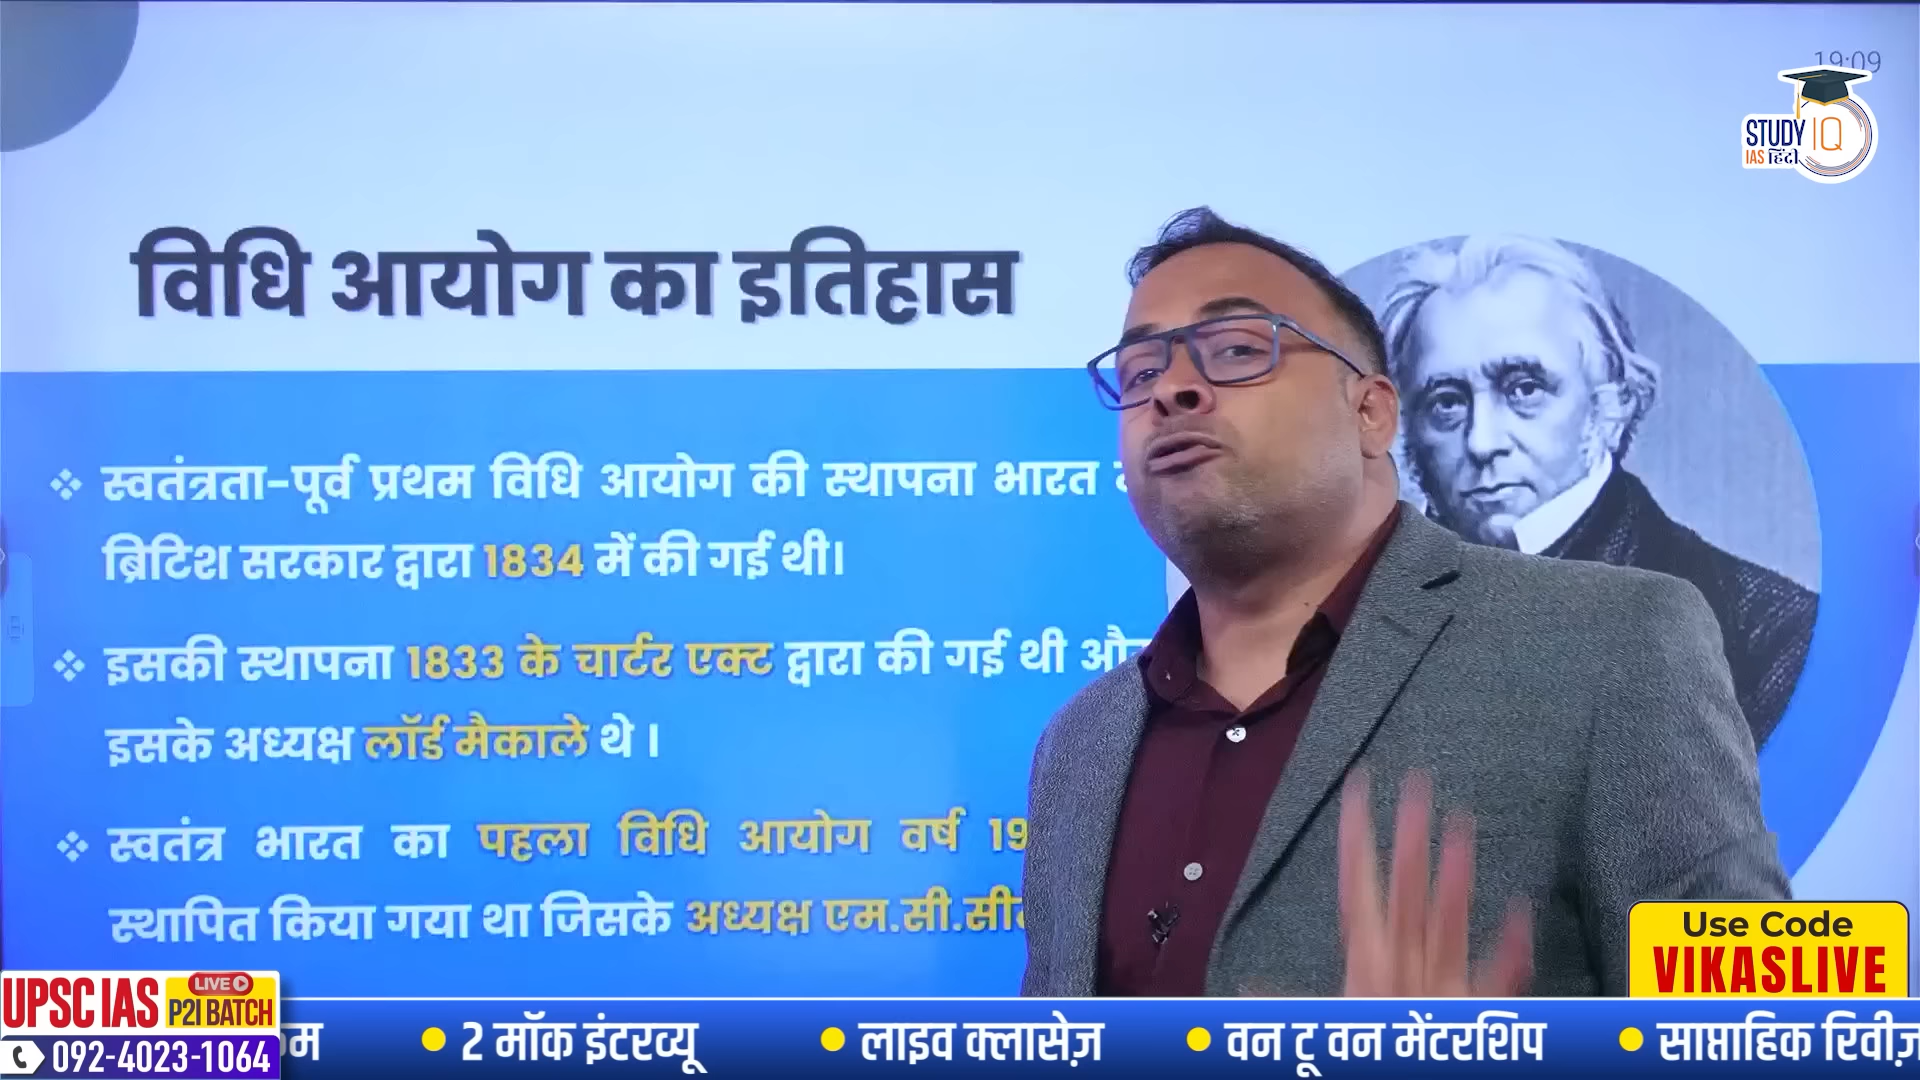 19:09
STUDY IQ
IAS हिंदी
विधि आयोग का इतिहास
❖ स्वतंत्रता-पूर्व प्रथम विधि आयोग की स्थापना भारत
ब्रिटिश सरकार द्वारा 1834 में की गई थी।
❖ इसकी स्थापना 1833 के चार्टर एक्ट द्वारा की गई थी और
इसके अध्यक्ष लॉर्ड मैकाले थे ।
❖ स्वतंत्र भारत का पहला विधि आयोग वर्ष 19
स्थापित किया गया था जिसके अध्यक्ष एम.सी.
Use Code
VIKASLIVE
UPSC IAS
LIVE
P2I BATCH
092-4023-1064
• 2 मॉक इंटरव्यू • लाइव क्लासेज़ • वन टू वन मेंटरशिप • साप्ताहिक